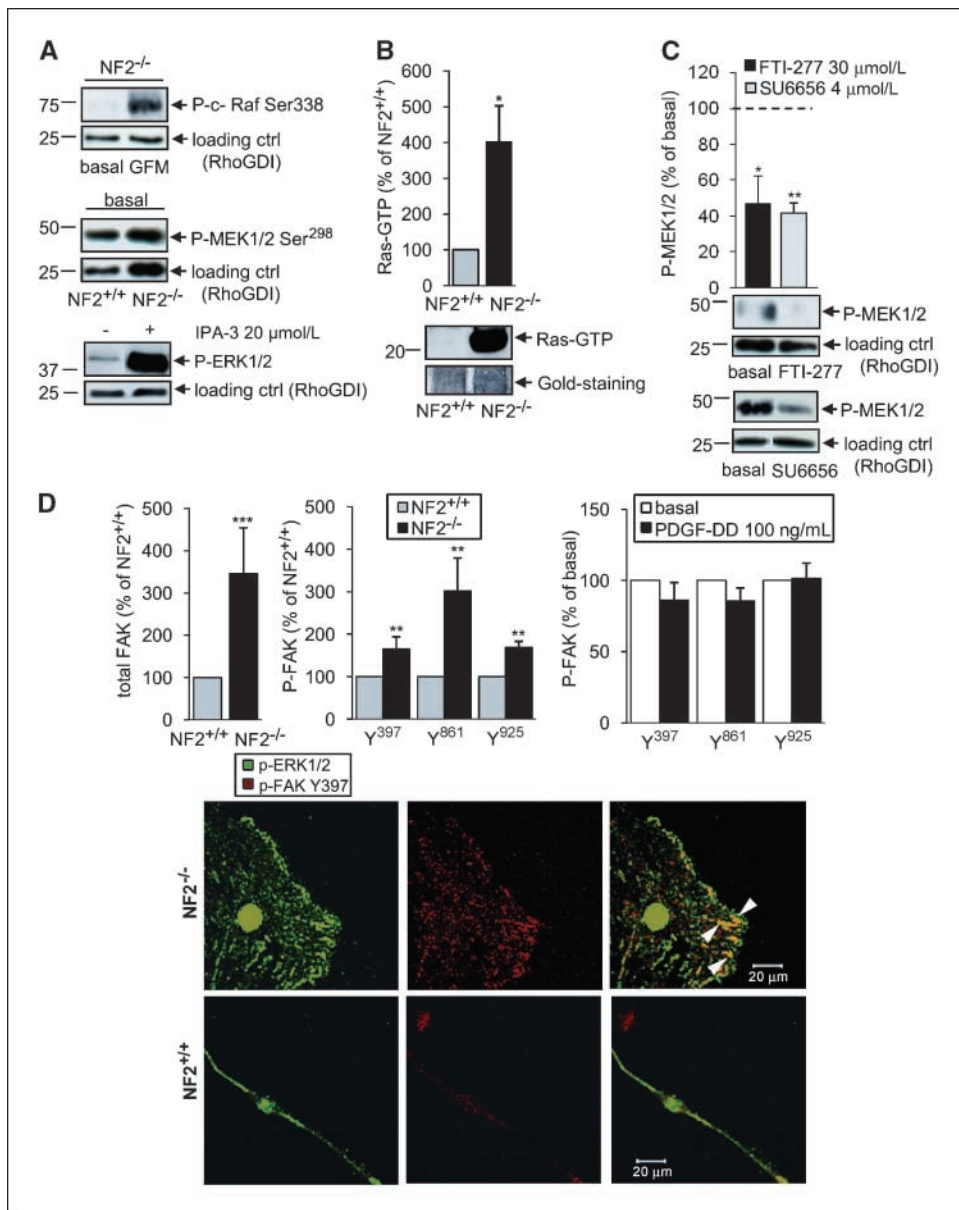 A
NF2-/-
75
P-c- Raf Ser338
25
loading ctrl
(RhoGDI)
basal GFM
basal
50
P-MEK1/2 Ser298
25
loading ctrl
(RhoGDI)
NF2+/+ NF2-/-
- + IPA-3 20 μmol/L
37
P-ERK1/2
25
loading ctrl (RhoGDI)
B
Ras-GTP (% of NF2+/+)
600
500
400
300
200
100
0
*
NF2+/+ NF2-/-
20
Ras-GTP
Gold-staining
NF2+/+ NF2-/-
C
FTI-277 30 μmol/L
SU6656 4 μmol/L
P-MEK1/2 (% of basal)
100
80
60
40
20
0
* **
50
P-MEK1/2
25
loading ctrl
(RhoGDI)
basal FTI-277
50
P-MEK1/2
25
loading ctrl
(RhoGDI)
basal SU6656
D
total FAK (% of NF2+/+)
500
400
300
200
100
0
***
NF2+/+ NF2-/-
P-FAK (% of NF2+/+)
500
400
300
200
100
0
NF2+/+
NF2-/-
** ** **
Y397 Y861 Y925
P-FAK (% of basal)
150
100
50
0
basal
PDGF-DD 100 ng/mL
Y397 Y861 Y925
p-ERK1/2
p-FAK Y397
NF2-/-
20 μm
NF2+/+
20 μm